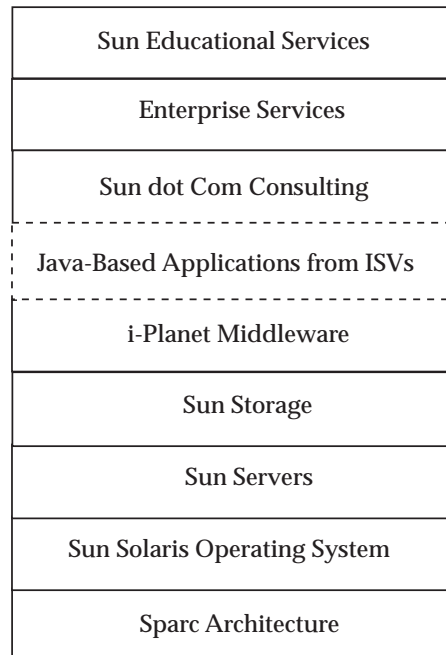 Sun Educational Services
Enterprise Services
Sun dot Com Consulting
Java-Based Applications from ISVs
i-Planet Middleware
Sun Storage
Sun Servers
Sun Solaris Operating System
Sparc Architecture